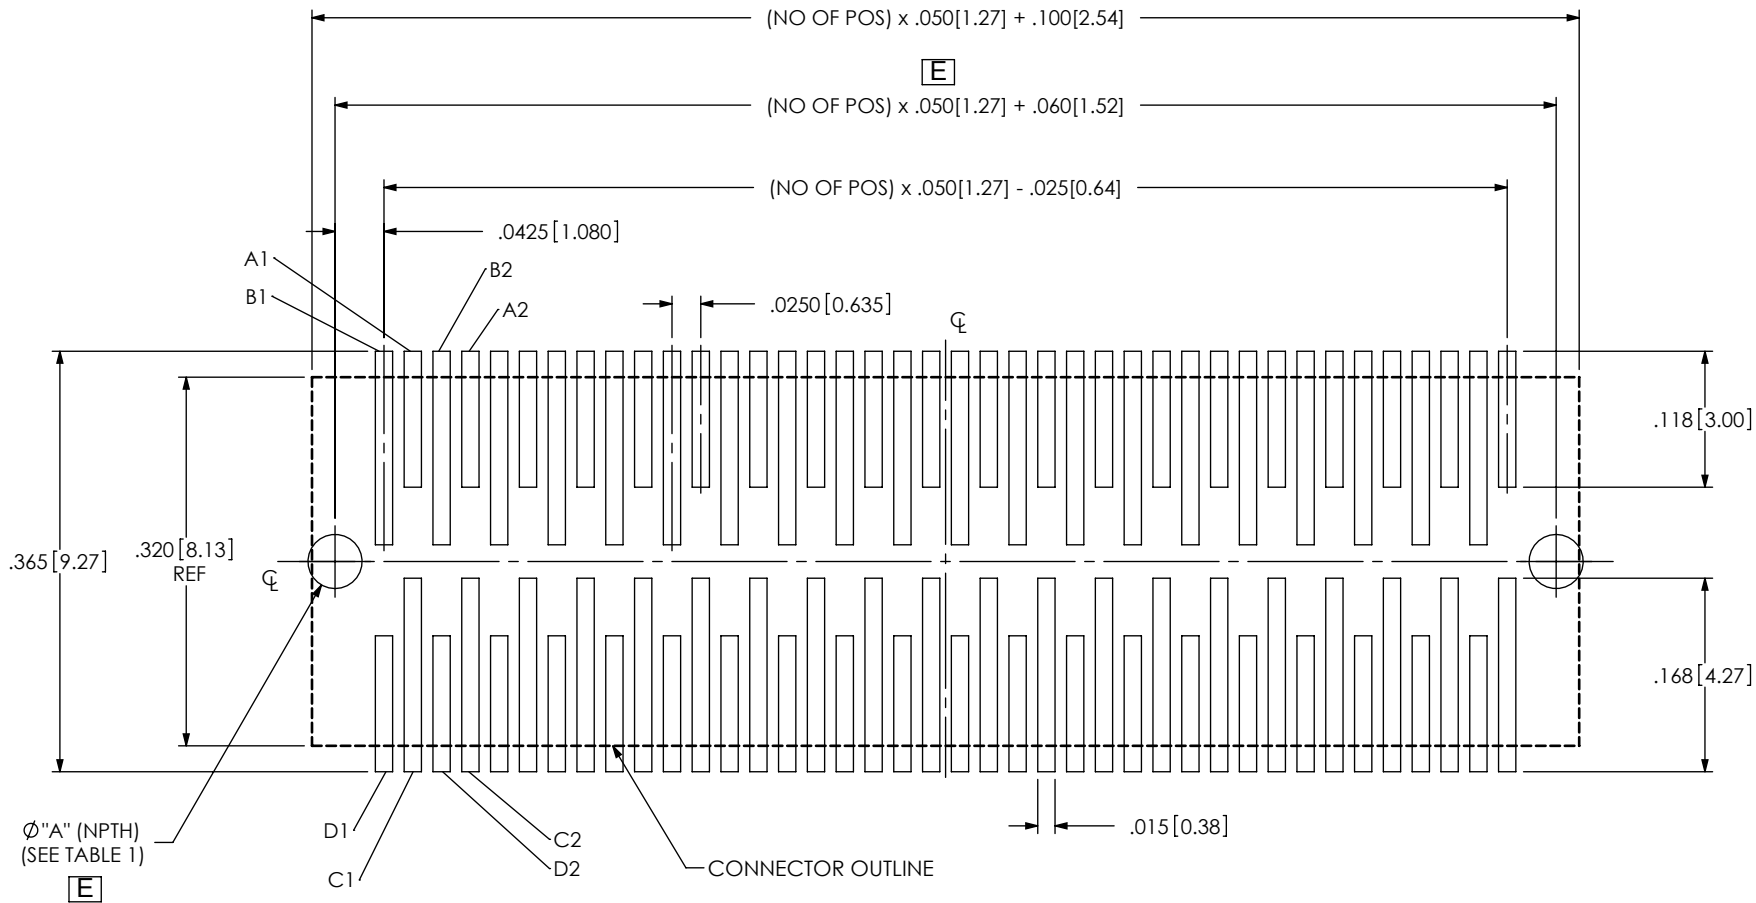 (NO OF POS) x .050[1.27] + .100[2.54]
E
(NO OF POS) x .050[1.27] + .060[1.52]
(NO OF POS) x .050[1.27] - .025[0.64]
.0425[1.080]
A1
B2
B1
A2
.0250[0.635]
℄
.118[3.00]
.365[9.27]
.320[8.13]
REF
℄
.168[4.27]
Ø"A" (NPTH)
(SEE TABLE 1)
E
D1
C2
.015[0.38]
C1
D2
CONNECTOR OUTLINE